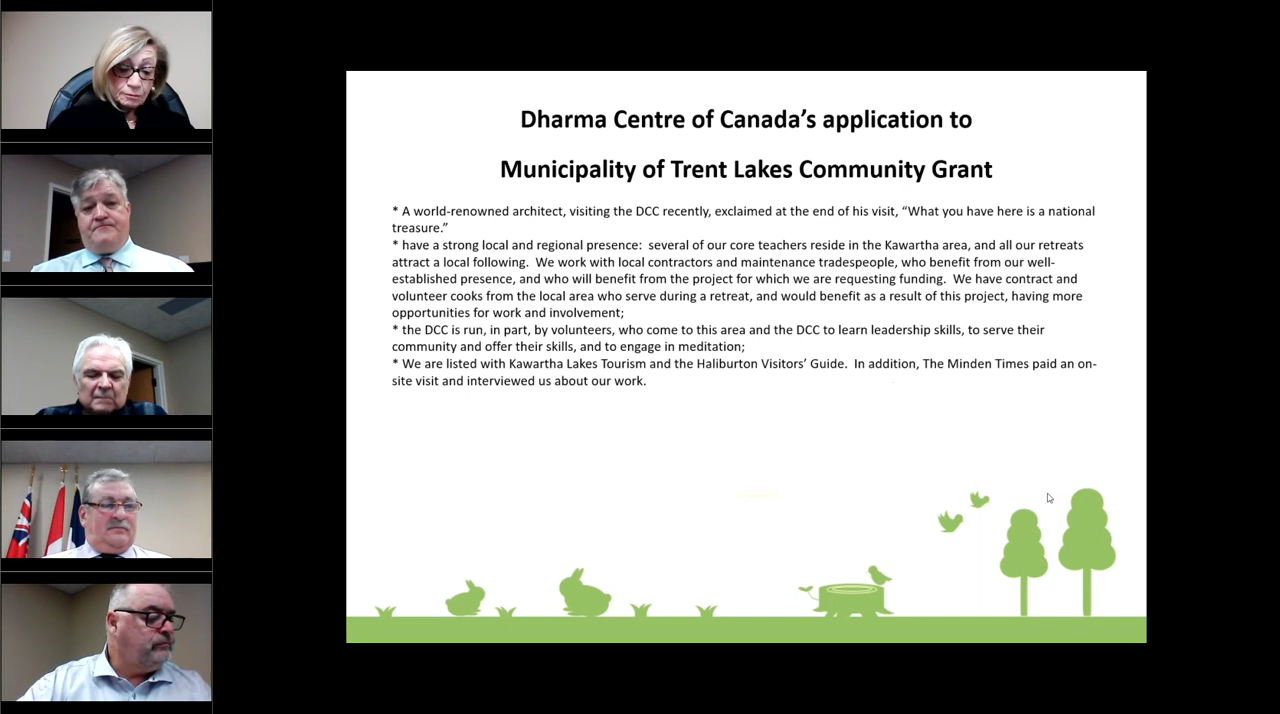 Dharma Centre of Canada’s application to
Municipality of Trent Lakes Community Grant
* A world-renowned architect, visiting the DCC recently, exclaimed at the end of his visit, “What you have here is a national
treasure.”
* have a strong local and regional presence:  several of our core teachers reside in the Kawartha area, and all our retreats
attract a local following.  We work with local contractors and maintenance tradespeople, who benefit from our well-
established presence, and who will benefit from the project for which we are requesting funding.  We have contract and
volunteer cooks from the local area who serve during a retreat, and would benefit as a result of this project, having more
opportunities for work and involvement;
* the DCC is run, in part, by volunteers, who come to this area and the DCC to learn leadership skills, to serve their
community and offer their skills, and to engage in meditation;
* We are listed with Kawartha Lakes Tourism and the Haliburton Visitors’ Guide.  In addition, The Minden Times paid an on-
site visit and interviewed us about our work.